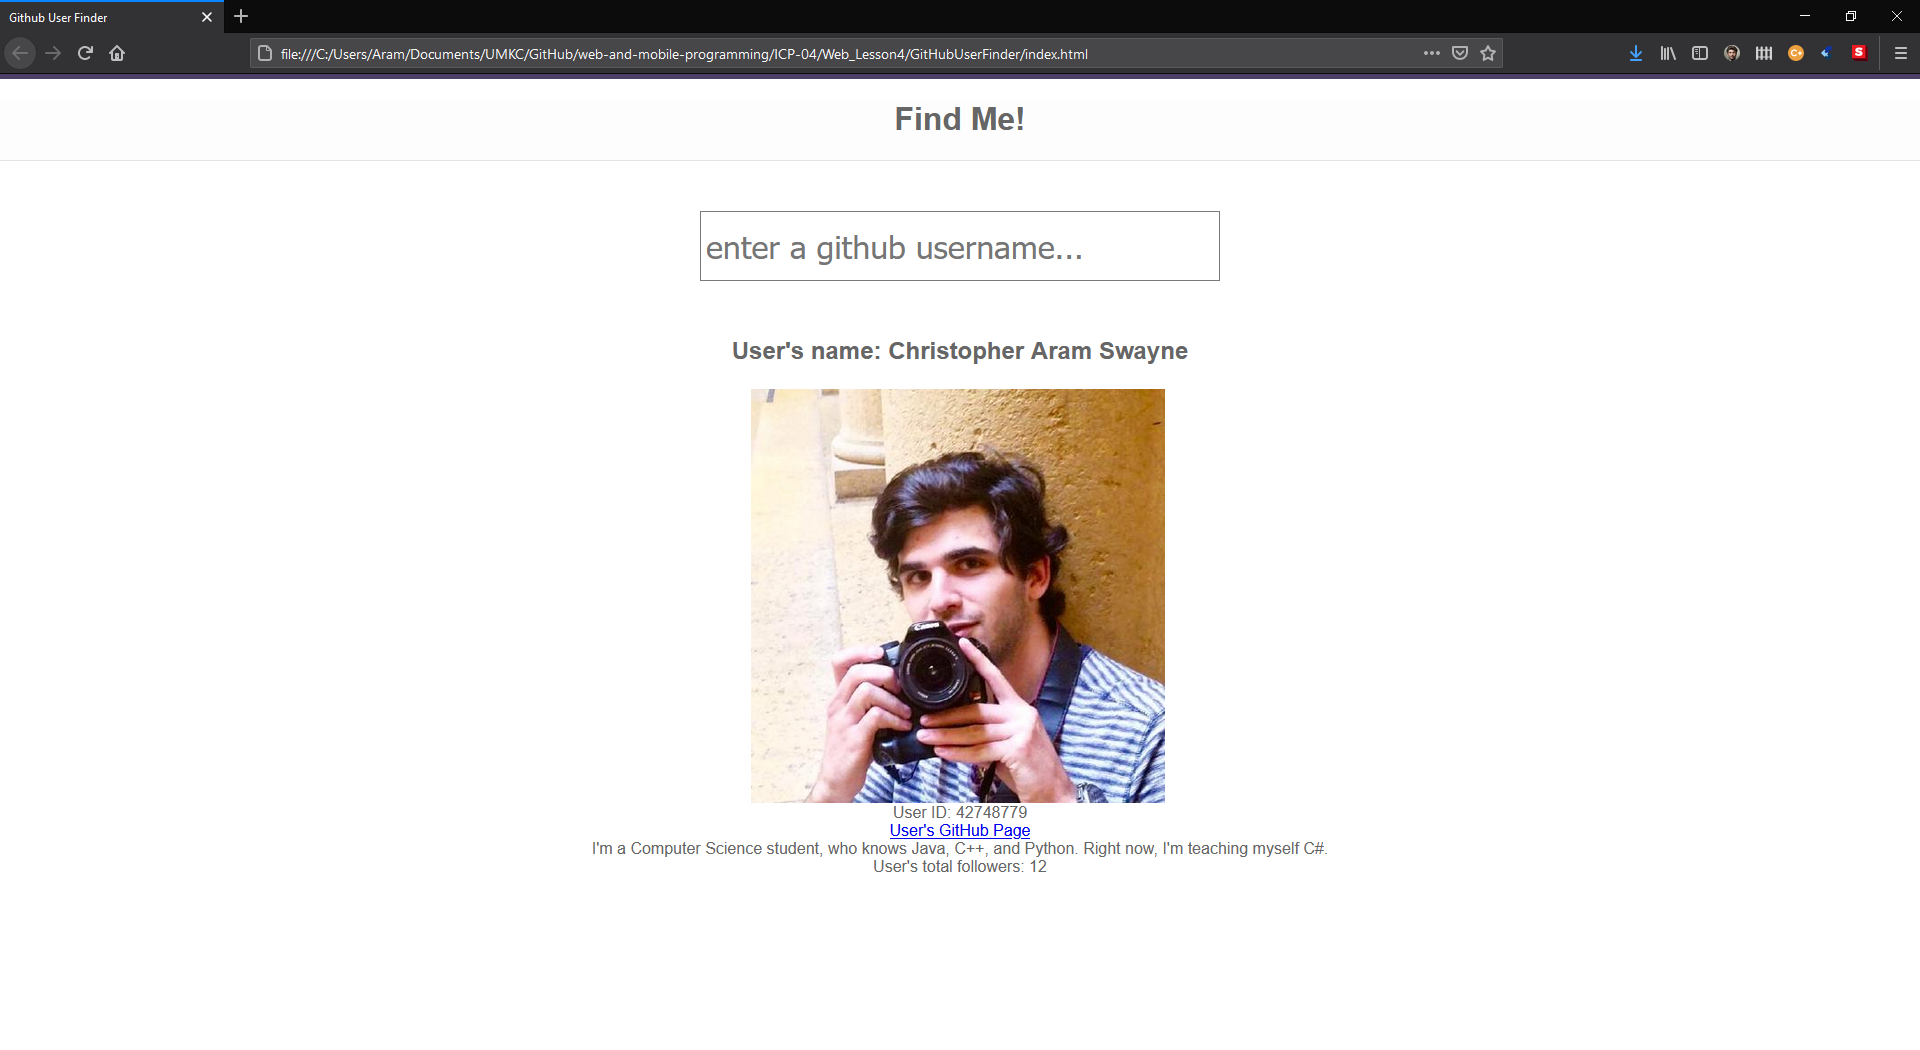 Github User Finder
file:///C:/Users/Aram/Documents/UMKC/GitHub/web-and-mobile-programming/ICP-04/Web_Lesson4/GitHubUserFinder/index.html
C+
S
Find Me!
enter a github username...
User's name: Christopher Aram Swayne
Canon
User ID: 42748779
User's GitHub Page
I'm a Computer Science student, who knows Java, C++, and Python. Right now, I'm teaching myself C#.
User's total followers: 12